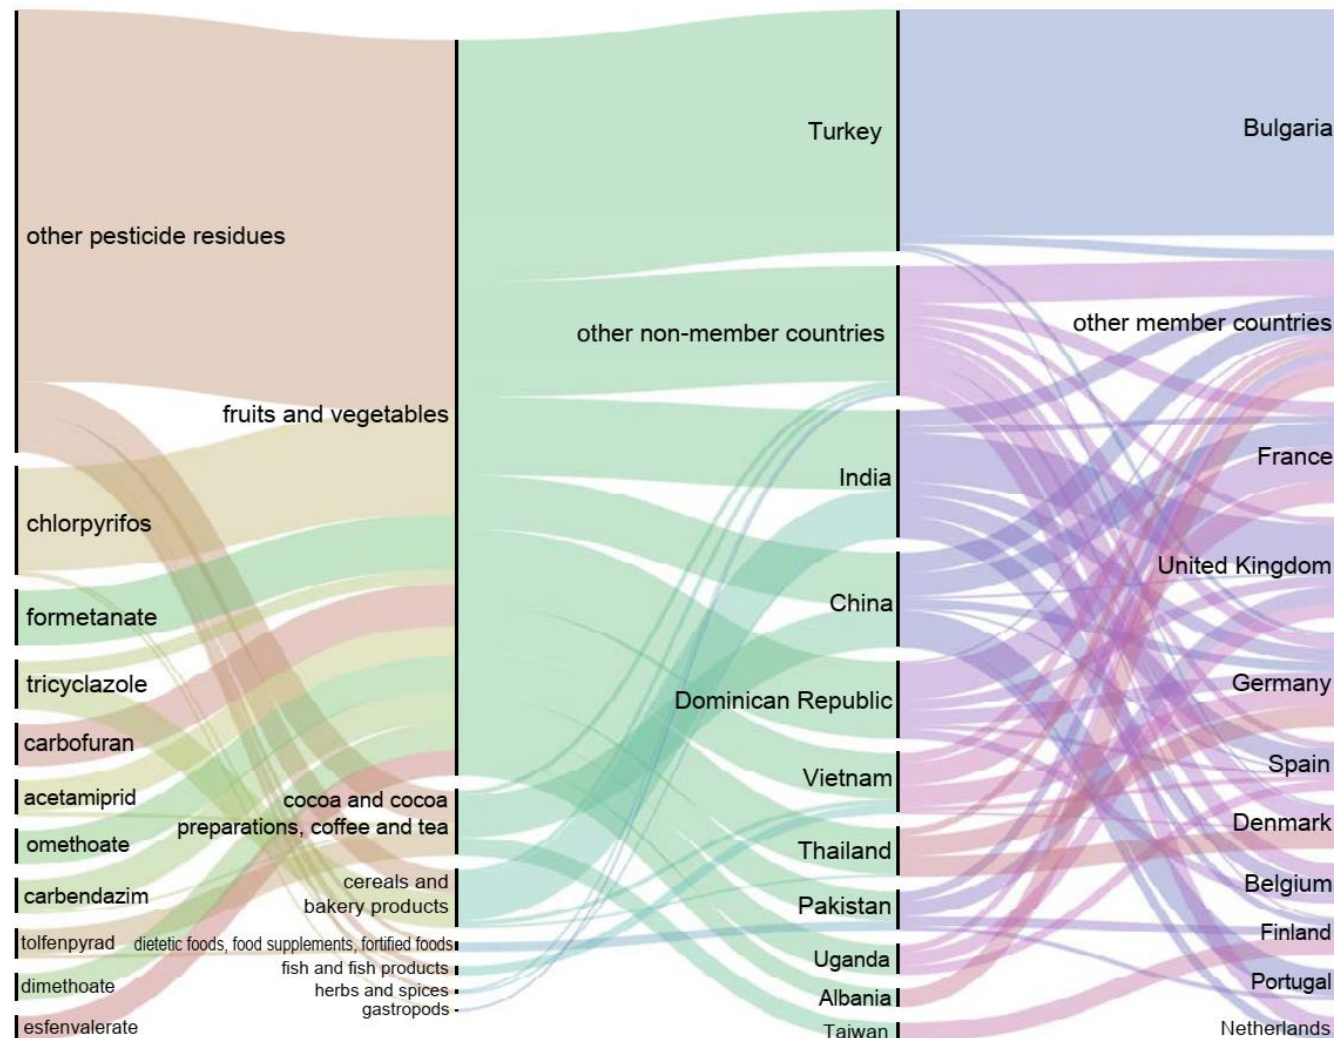 other pesticide residues
chlorpyrifos
formetanate
tricyclazole
carbofuran
acetamiprid
omethoate
carbendazim
tolfenpyrad
dimethoate
esfenvalerate
fruits and vegetables
cocoa and cocoa
preparations, coffee and tea
cereals and
bakery products
dietetic foods, food supplements, fortified foods
fish and fish products
herbs and spices
gastropods
Turkey
other non-member countries
India
China
Dominican Republic
Vietnam
Thailand
Pakistan
Uganda
Albania
Taiwan
Bulgaria
other member countries
France
United Kingdom
Germany
Spain
Denmark
Belgium
Finland
Portugal
Netherlands